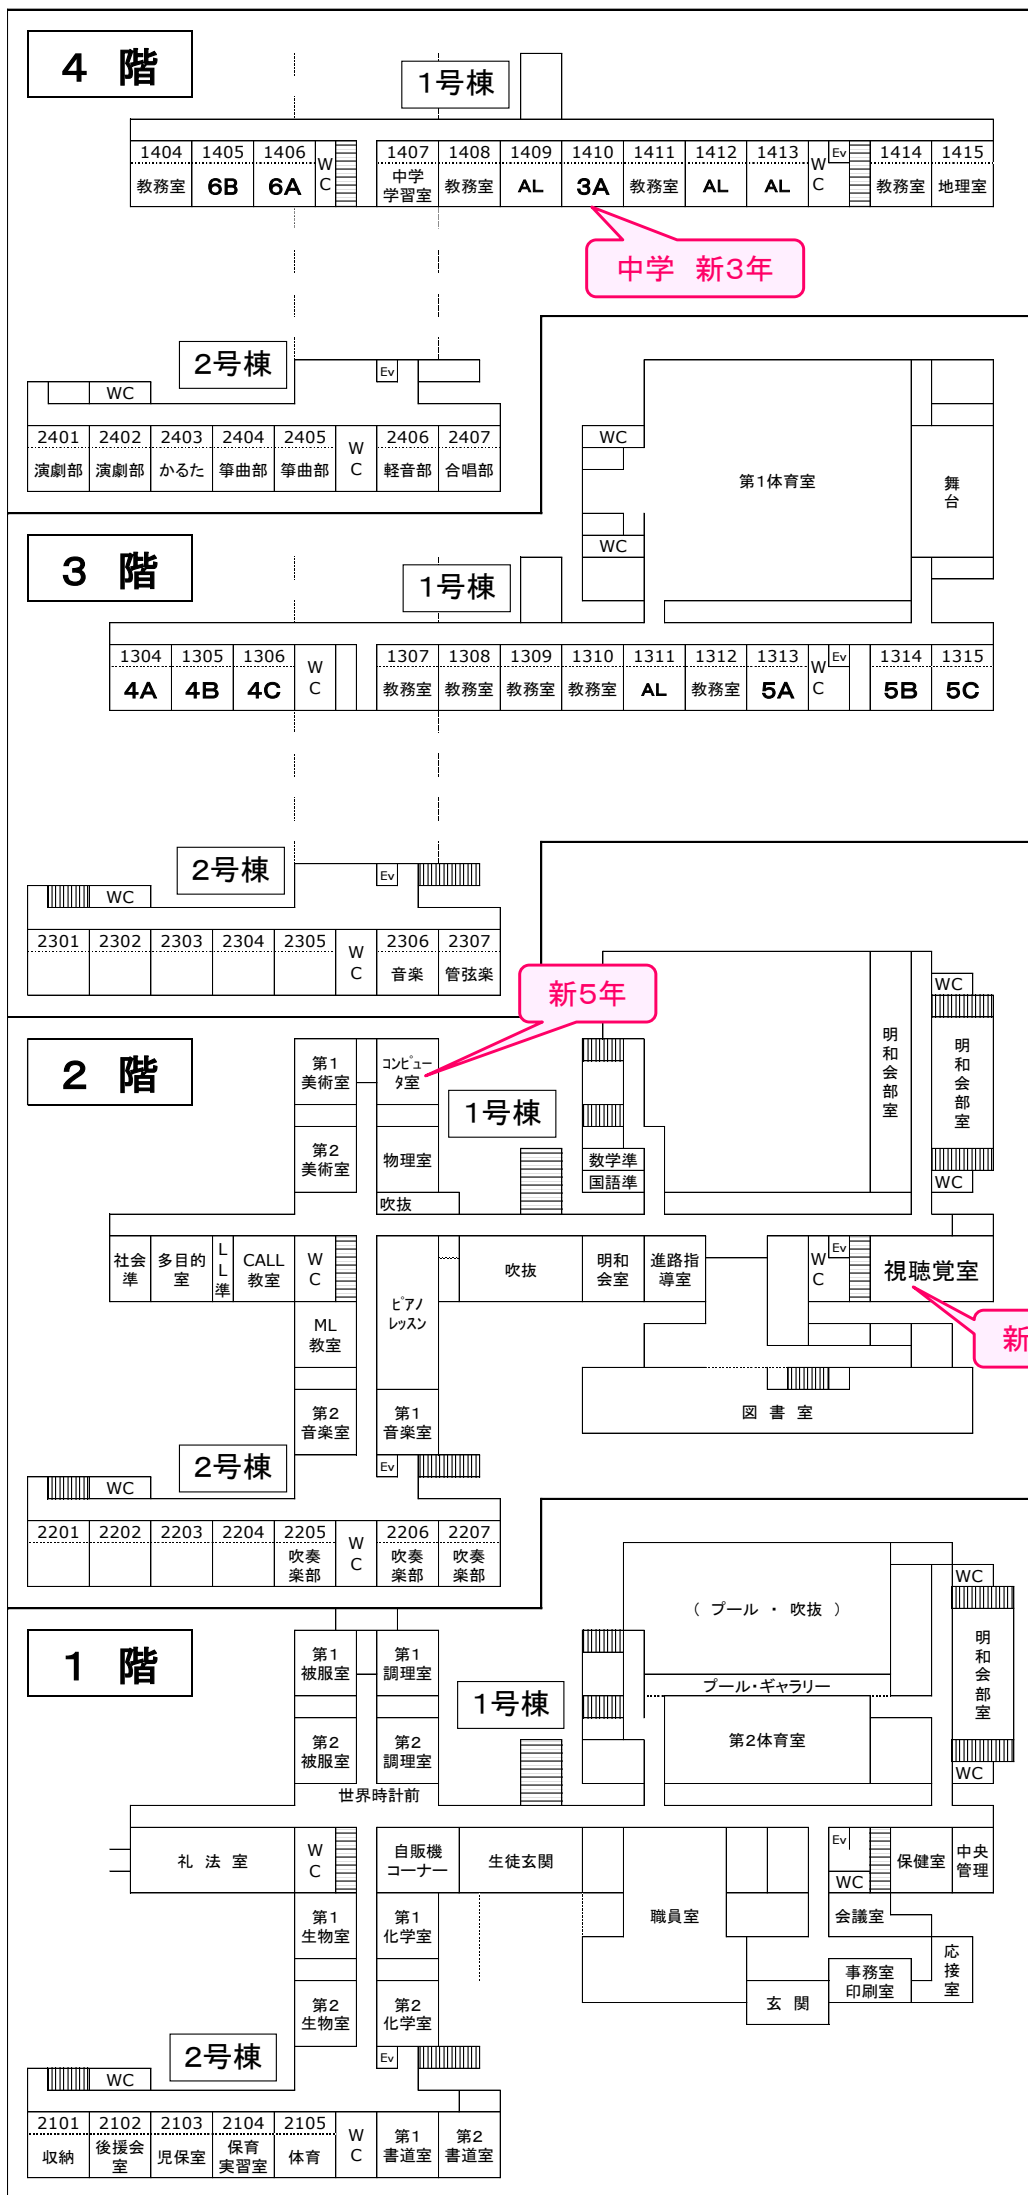 4 階
1号棟
1404 1405 1406 WC 1407 1408 1409 1410 1411 1412 1413 WC Ev 1414 1415
教務室 6B 6A 中学学習室 教務室 AL 3A 教務室 AL AL 教務室 地理室
中学 新3年
2号棟
Ev
WC
2401 2402 2403 2404 2405 WC 2406 2407
演劇部 演劇部 かるた 箏曲部 箏曲部 軽音部 合唱部
WC
第1体育室
舞台
WC
3 階
1号棟
1304 1305 1306 WC 1307 1308 1309 1310 1311 1312 1313 WC Ev 1314 1315
4A 4B 4C 教務室 教務室 教務室 教務室 AL 教務室 5A 5B 5C
2号棟
Ev
WC
2301 2302 2303 2304 2305 WC 2306 2307
音楽 管弦楽
新5年
2 階
第1美術室
コンピュータ室
1号棟
明和会部室
WC
明和会部室
WC
第2美術室
物理室
数学準
国語準
吹抜
社会準
多目的室
LL準
CALL教室
WC
ピアノレッスン
吹抜
明和会室
進路指導室
WC
Ev
視聴覚室
新
ML教室
図書室
第2音楽室
第1音楽室
2号棟
Ev
WC
2201 2202 2203 2204 2205 WC 2206 2207
吹奏楽部 吹奏楽部 吹奏楽部
1 階
(プール・吹抜)
WC
明和会部室
WC
第1被服室
第1調理室
1号棟
プール・ギャラリー
第2体育室
第2被服室
第2調理室
世界時計前
礼法室
WC
自販機コーナー
生徒玄関
職員室
Ev
WC
保健室
中央管理
会議室
第1生物室
第1化学室
事務室
印刷室
応接室
玄関
第2生物室
第2化学室
2号棟
Ev
WC
2101 2102 2103 2104 2105 WC 第1書道室 第2書道室
収納 後援会室 児保室 保育実習室 体育